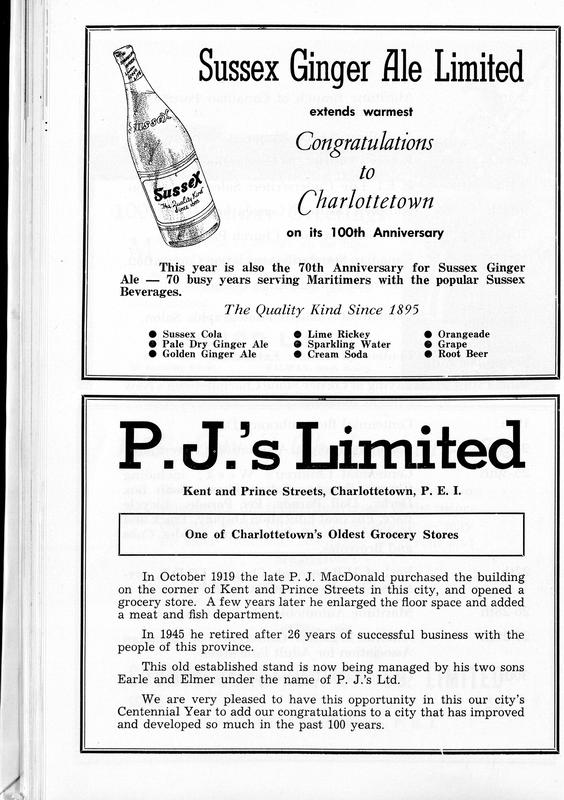 Sussex
Sussex
The Quality Kind
Since 1895
Sussex Ginger Ale Limited
extends warmest
Congratulations
to
Charlottetown
on its 100th Anniversary
This year is also the 70th Anniversary for Sussex Ginger
Ale — 70 busy years serving Maritimers with the popular Sussex
Beverages.
The Quality Kind Since 1895
● Sussex Cola ● Lime Rickey ● Orangeade
● Pale Dry Ginger Ale ● Sparkling Water ● Grape
● Golden Ginger Ale ● Cream Soda ● Root Beer
P.J.'s Limited
Kent and Prince Streets, Charlottetown, P. E. I.
One of Charlottetown's Oldest Grocery Stores
In October 1919 the late P. J. MacDonald purchased the building
on the corner of Kent and Prince Streets in this city, and opened a
grocery store. A few years later he enlarged the floor space and added
a meat and fish department.
In 1945 he retired after 26 years of successful business with the
people of this province.
This old established stand is now being managed by his two sons
Earle and Elmer under the name of P. J.'s Ltd.
We are very pleased to have this opportunity in this our city's
Centennial Year to add our congratulations to a city that has improved
and developed so much in the past 100 years.